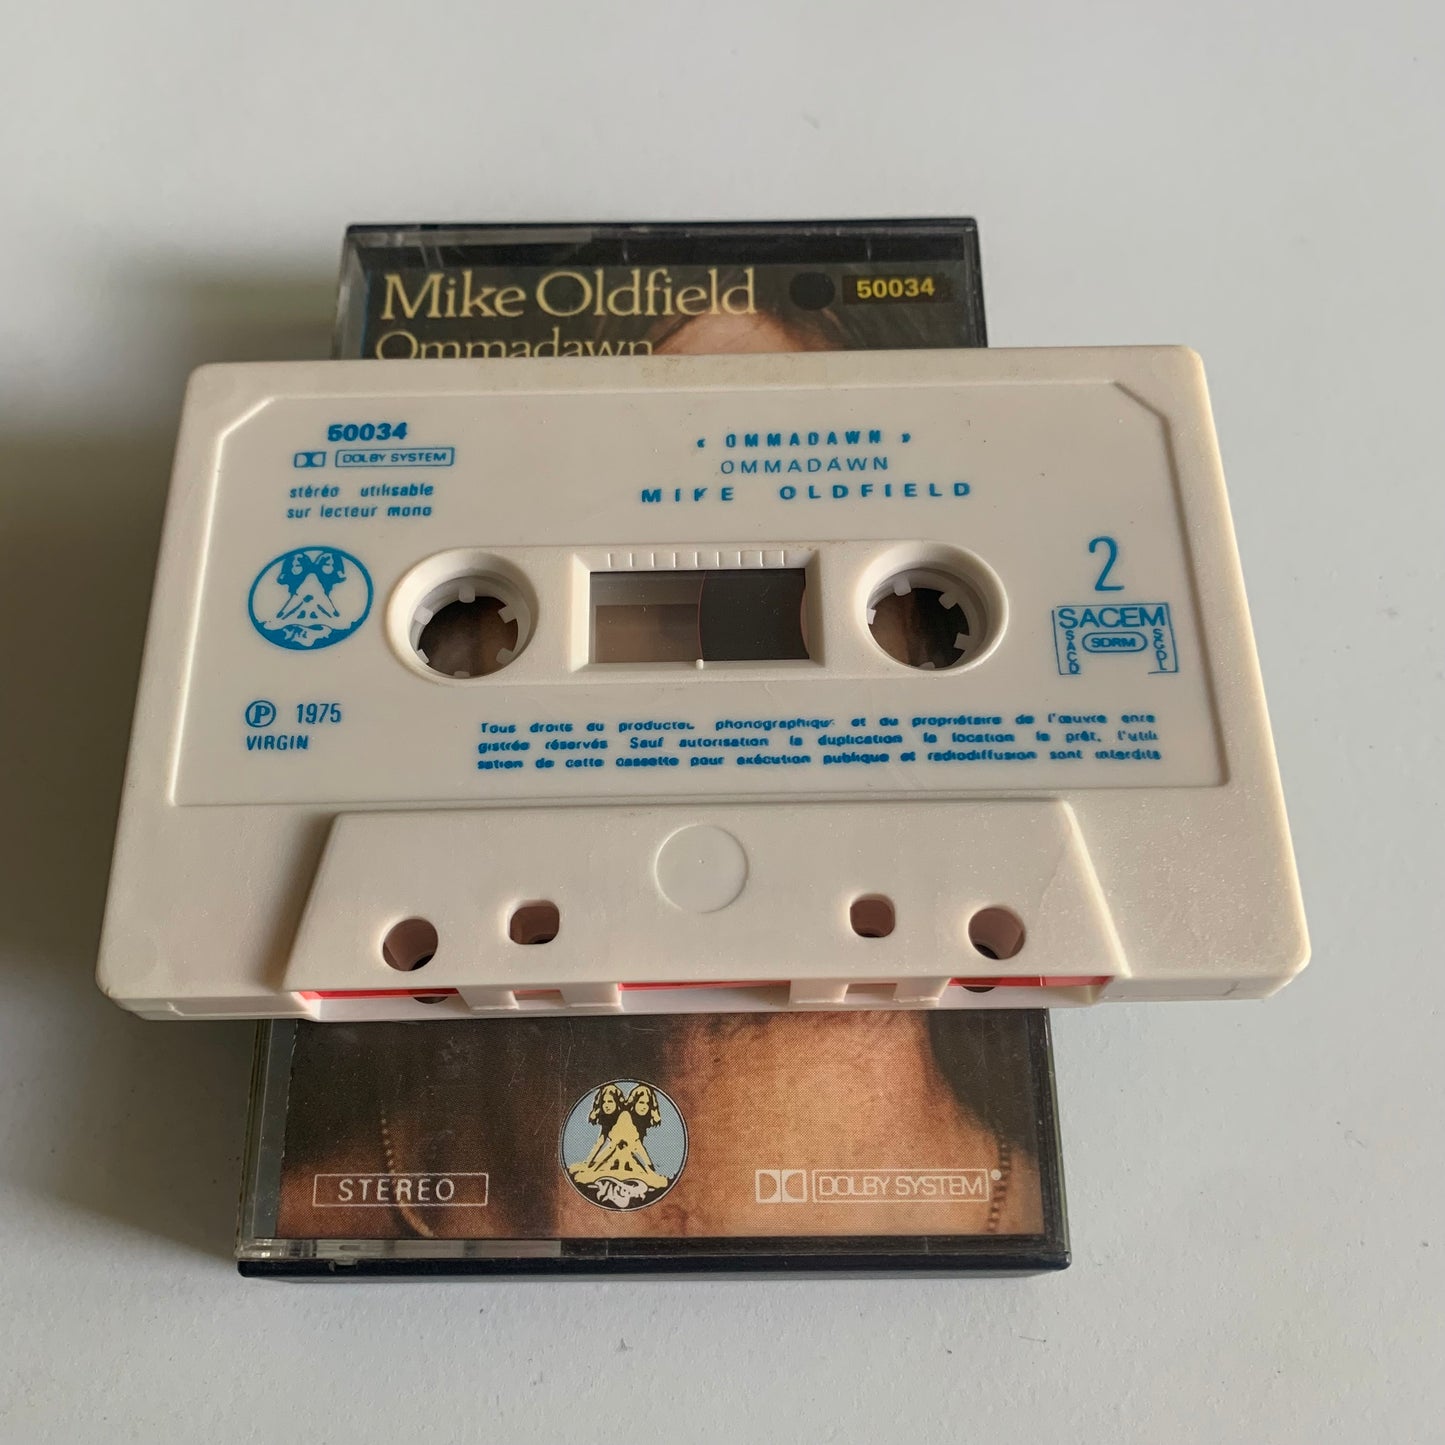 Mike Oldfield
50034
Ommadawn
50034
DOLBY SYSTEM
stéréo utilisable
sur lecteur mono
« OMMADAWN »
OMMADAWN
MIKE OLDFIELD
2
SACEM
SACD
SDRM
SGDL
Ⓟ 1975
VIRGIN
Tous droits du producteur phonographique et du propriétaire de l'œuvre enre
gistrée réservés Sauf autorisation la duplication la location le prêt, l'utili
sation de cette cassette pour exécution publique et radiodiffusion sont interdits
STEREO
Virgin
DOLBY SYSTEM